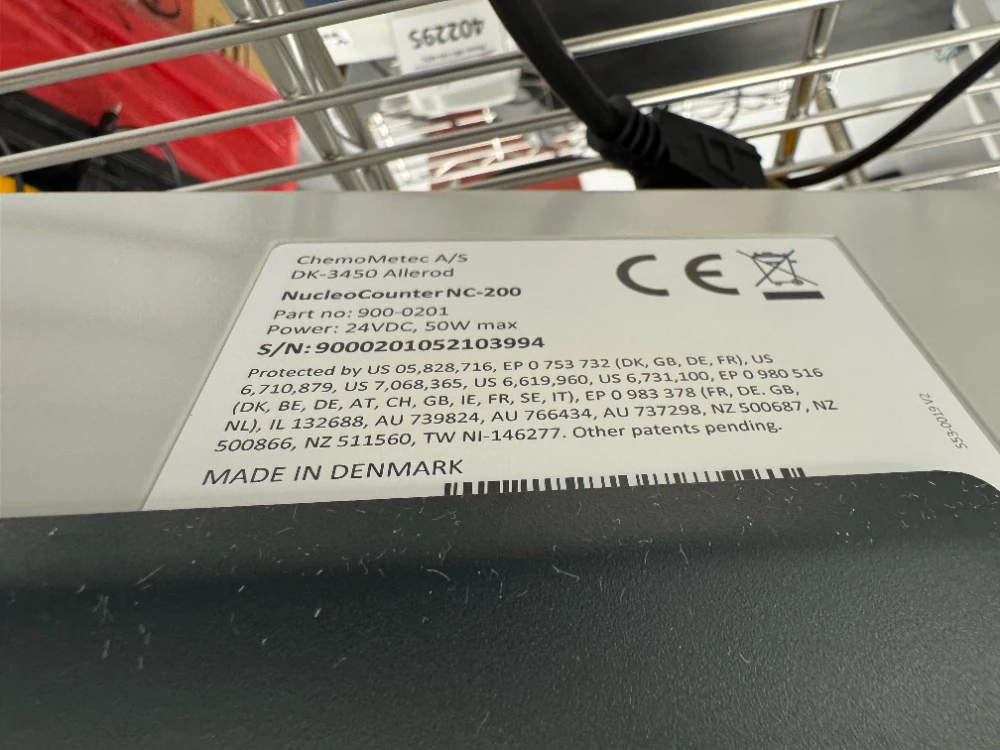 402295
ChemoMetec A/S
DK-3450 Allerod
NucleoCounter NC-200
Part no: 900-0201
Power: 24VDC, 50W max
S/N: 9000201052103994
Protected by US 05,828,716, EP 0 753 732 (DK, GB, DE, FR), US
6,710,879, US 7,068,365, US 6,619,960, US 6,731,100, EP 0 980 516
(DK, BE, DE, AT, CH, GB, IE, FR, SE, IT), EP 0 983 378 (FR, DE. GB,
NL), IL 132688, AU 739824, AU 766434, AU 737298, NZ 500687, NZ
500866, NZ 511560, TW NI-146277. Other patents pending.
MADE IN DENMARK
CE
553-0019 V2